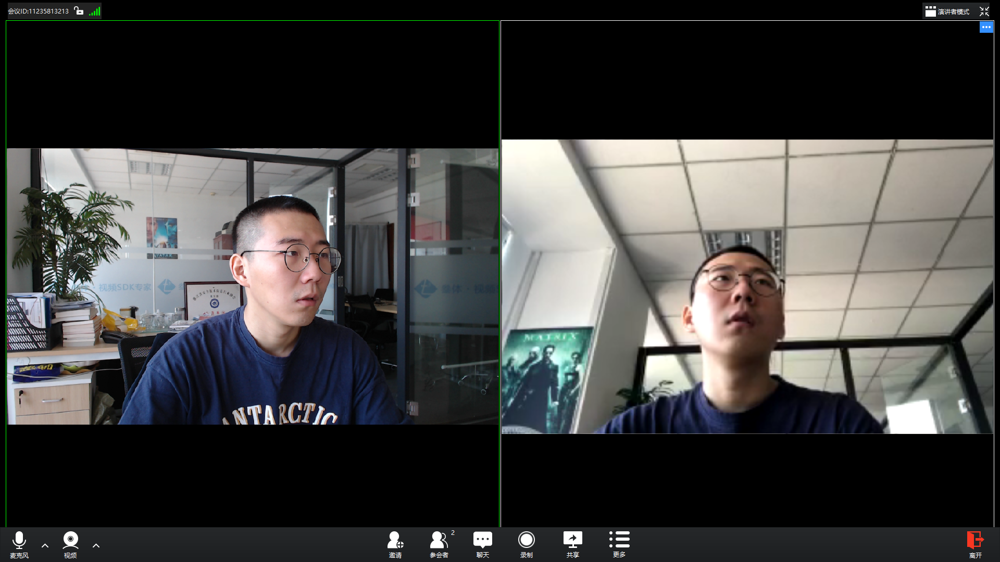 会议ID:11235813213
演讲者模式
AVATAR
·视频SDK专家
·视频
ANTARCTIC
MATRIX
麦克风
视频
邀请
2
参会者
聊天
录制
共享
更多
离开